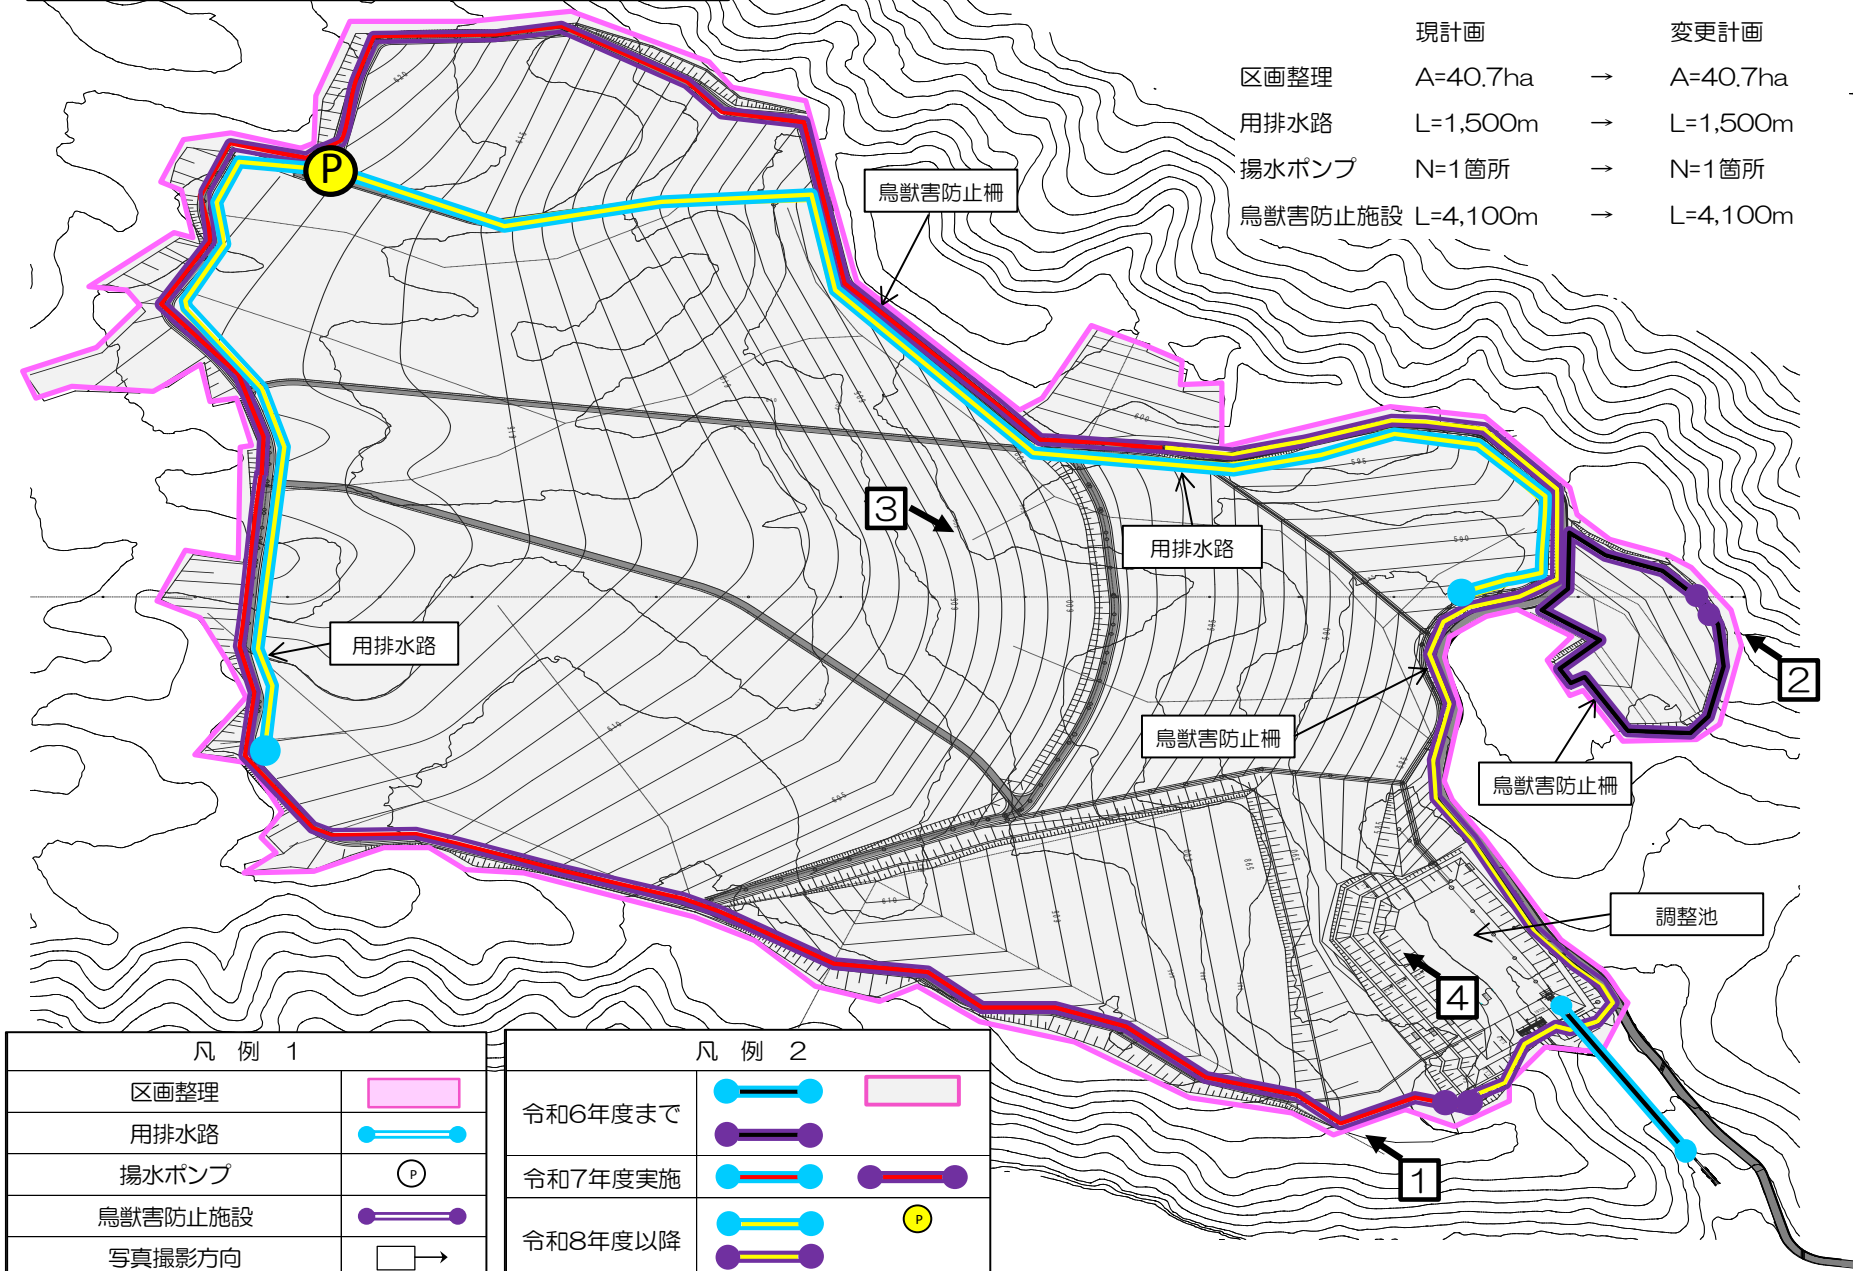 現計画 変更計画
区画整理 A=40.7ha → A=40.7ha
用排水路 L=1,500m → L=1,500m
揚水ポンプ N=1箇所 → N=1箇所
鳥獣害防止施設 L=4,100m → L=4,100m
P
鳥獣害防止柵
3
用排水路
用排水路
2
鳥獣害防止柵
鳥獣害防止柵
調整池
4
1
600
595
590
595
610
凡 例 1
区画整理
用排水路
揚水ポンプ P
鳥獣害防止施設
写真撮影方向
凡 例 2
令和6年度まで
令和7年度実施
令和8年度以降 P